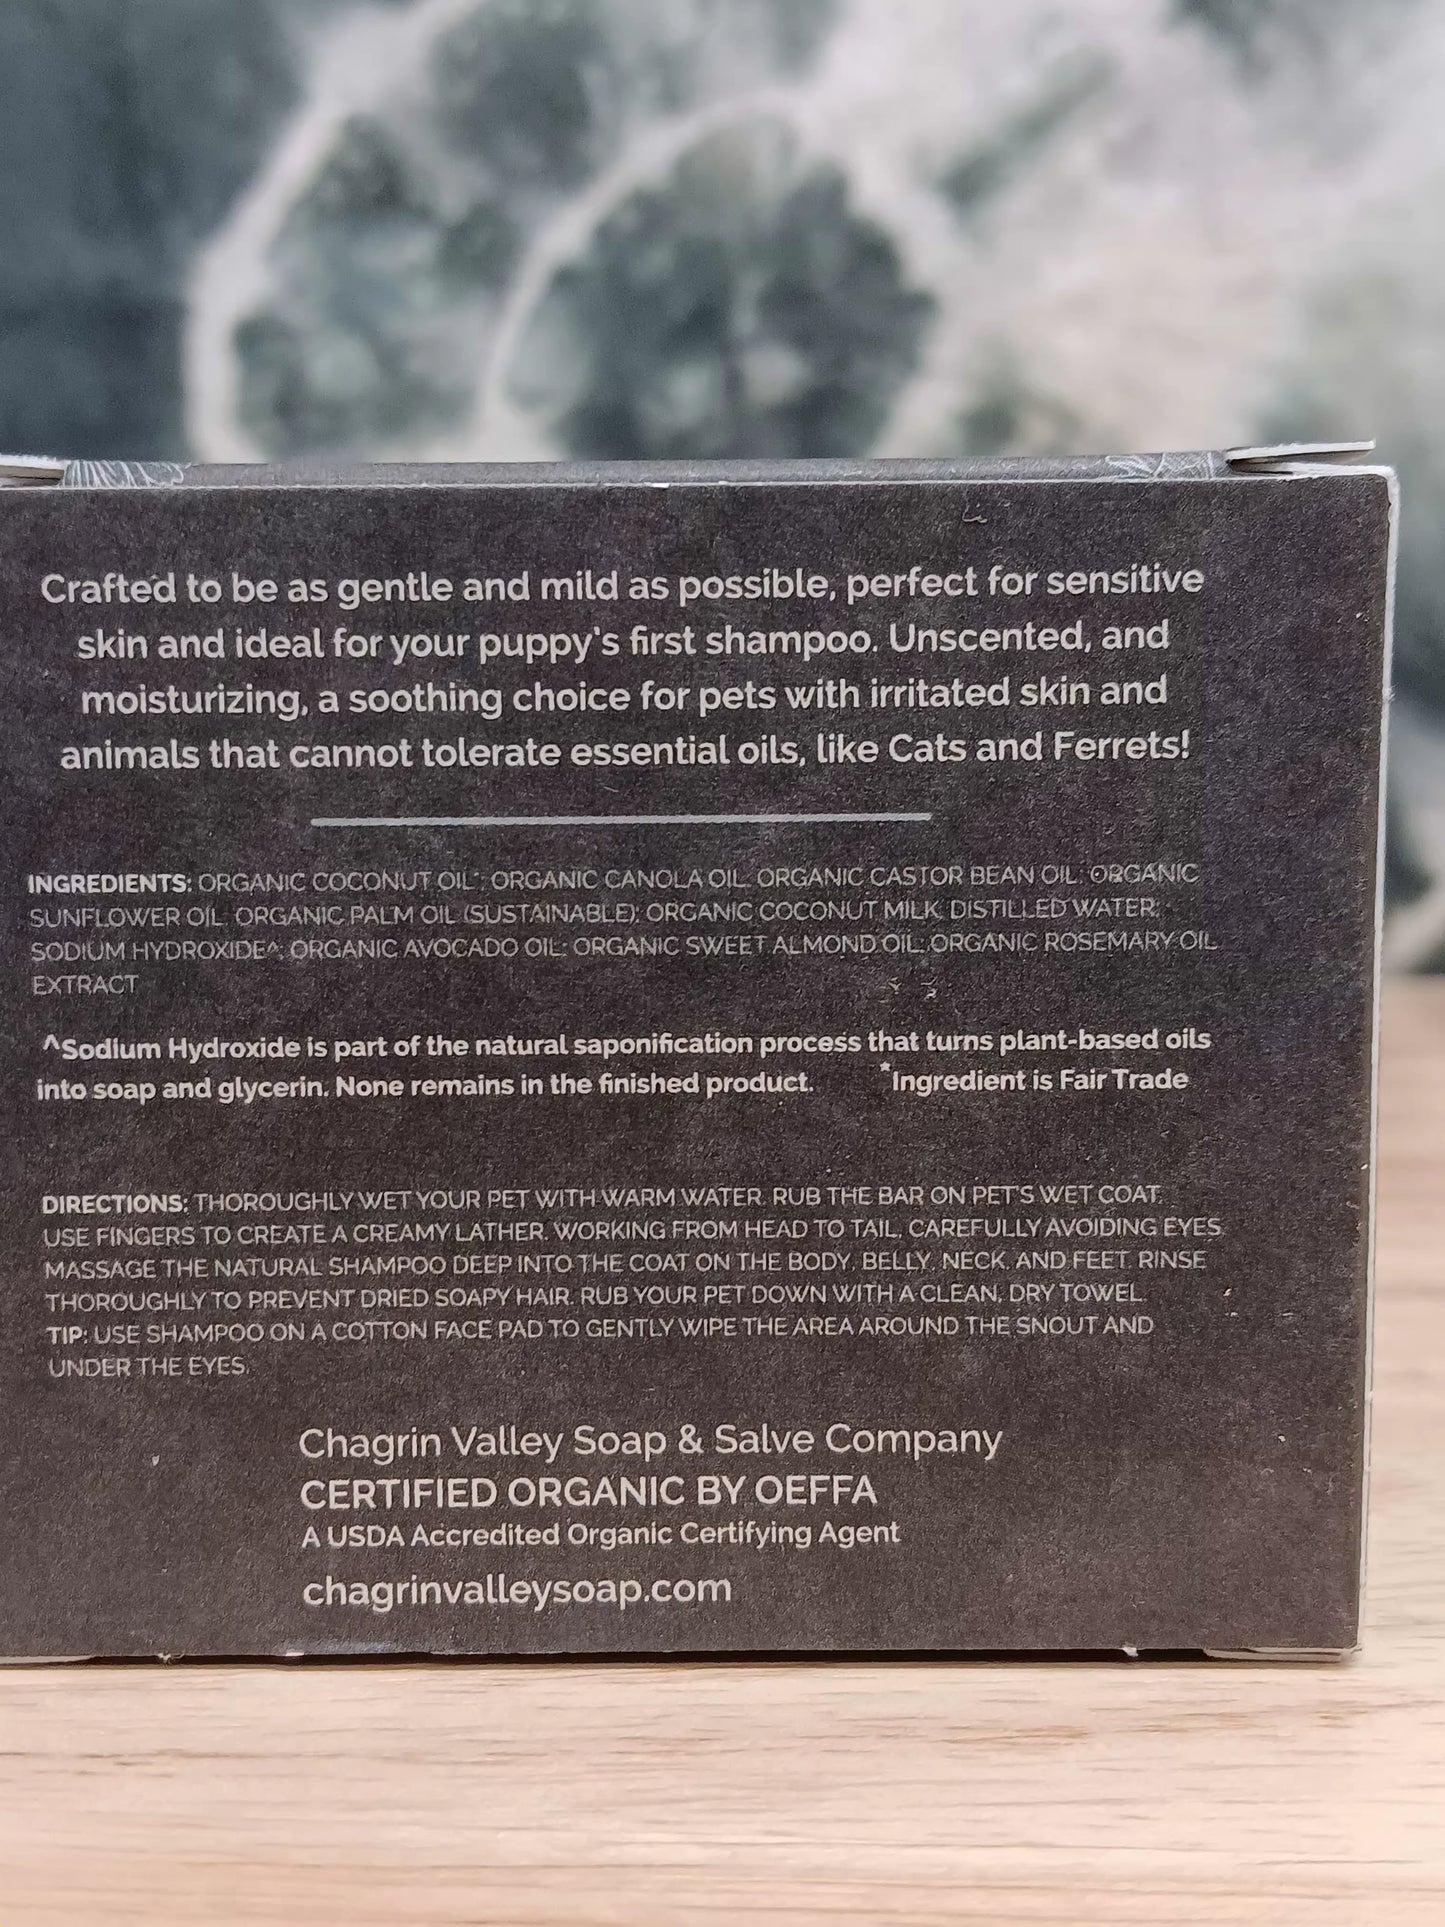 Crafted to be as gentle and mild as possible, perfect for sensitive
skin and ideal for your puppy's first shampoo. Unscented, and
moisturizing, a soothing choice for pets with irritated skin and
animals that cannot tolerate essential oils, like Cats and Ferrets!
INGREDIENTS: ORGANIC COCONUT OIL*; ORGANIC CANOLA OIL; ORGANIC CASTOR BEAN OIL; ORGANIC
SUNFLOWER OIL; ORGANIC PALM OIL (SUSTAINABLE); ORGANIC COCONUT MILK; DISTILLED WATER;
SODIUM HYDROXIDE^; ORGANIC AVOCADO OIL; ORGANIC SWEET ALMOND OIL; ORGANIC ROSEMARY OIL
EXTRACT
^Sodium Hydroxide is part of the natural saponification process that turns plant-based oils
into soap and glycerin. None remains in the finished product. *Ingredient is Fair Trade
DIRECTIONS: THOROUGHLY WET YOUR PET WITH WARM WATER. RUB THE BAR ON PET'S WET COAT.
USE FINGERS TO CREATE A CREAMY LATHER. WORKING FROM HEAD TO TAIL, CAREFULLY AVOIDING EYES.
MASSAGE THE NATURAL SHAMPOO DEEP INTO THE COAT ON THE BODY, BELLY, NECK, AND FEET. RINSE
THOROUGHLY TO PREVENT DRIED SOAPY HAIR. RUB YOUR PET DOWN WITH A CLEAN, DRY TOWEL.
TIP: USE SHAMPOO ON A COTTON FACE PAD TO GENTLY WIPE THE AREA AROUND THE SNOUT AND
UNDER THE EYES.
Chagrin Valley Soap & Salve Company
CERTIFIED ORGANIC BY OEFFA
A USDA Accredited Organic Certifying Agent
chagrinvalleysoap.com